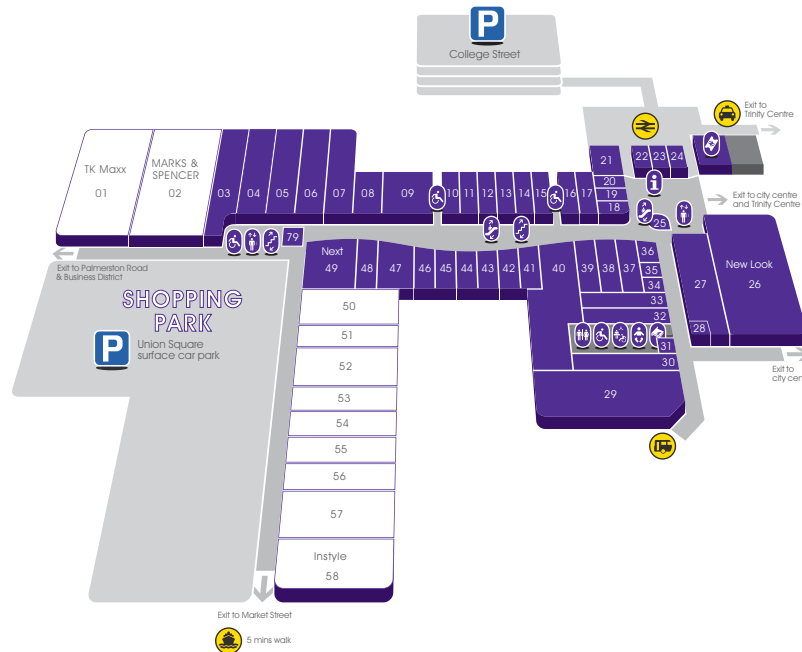 P
College Street
Exit to
Trinity Centre
TK Maxx
01
MARKS &
SPENCER
02
03
04
05
06
07
08
09
10
11
12
13
14
15
16
17
18
19
20
21
22
23
24
i
Exit to city centre
and Trinity Centre
25
79
Next
49
48
47
46
45
44
43
42
41
40
39
38
37
36
35
34
33
32
31
30
29
27
28
New Look
26
Exit to Palmerston Road
& Business District
SHOPPING
PARK
P
Union Square
surface car park
50
51
52
53
54
55
56
57
Instyle
58
Exit to
city cen
Exit to Market Street
5 mins walk